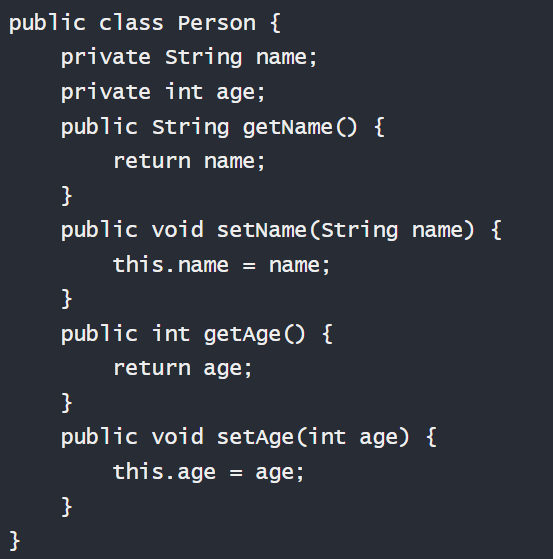 public class Person {
    private String name;
    private int age;
    public String getName() {
        return name;
    }
    public void setName(String name) {
        this.name = name;
    }
    public int getAge() {
        return age;
    }
    public void setAge(int age) {
        this.age = age;
    }
}